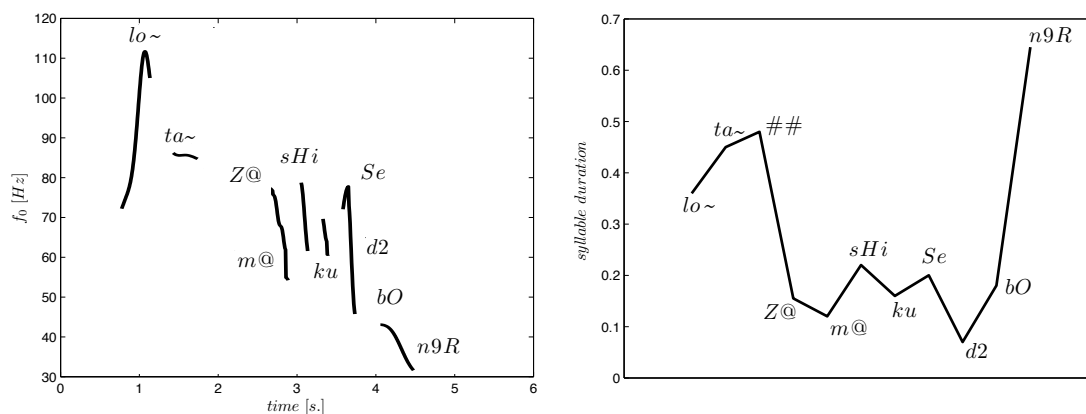 120
110
100
90
80
70
60
50
40
30
0
1
2
3
4
5
6
f0 [Hz]
time [s.]
lo~
ta~
Z@
sHi
Se
m@
ku
d2
bO
n9R
0.7
0.6
0.5
0.4
0.3
0.2
0.1
0
syllable duration
n9R
ta~
##
lo~
sHi
Se
Z@
m@
ku
bO
d2